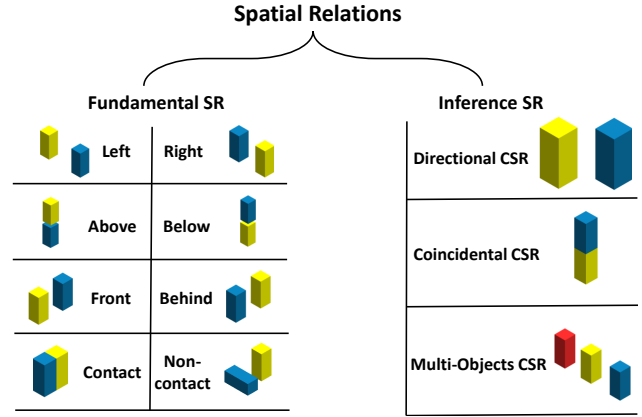 Spatial Relations
Fundamental SR
Inference SR
Left
Right
Above
Below
Front
Behind
Contact
Non-
contact
Directional CSR
Coincidental CSR
Multi-Objects CSR